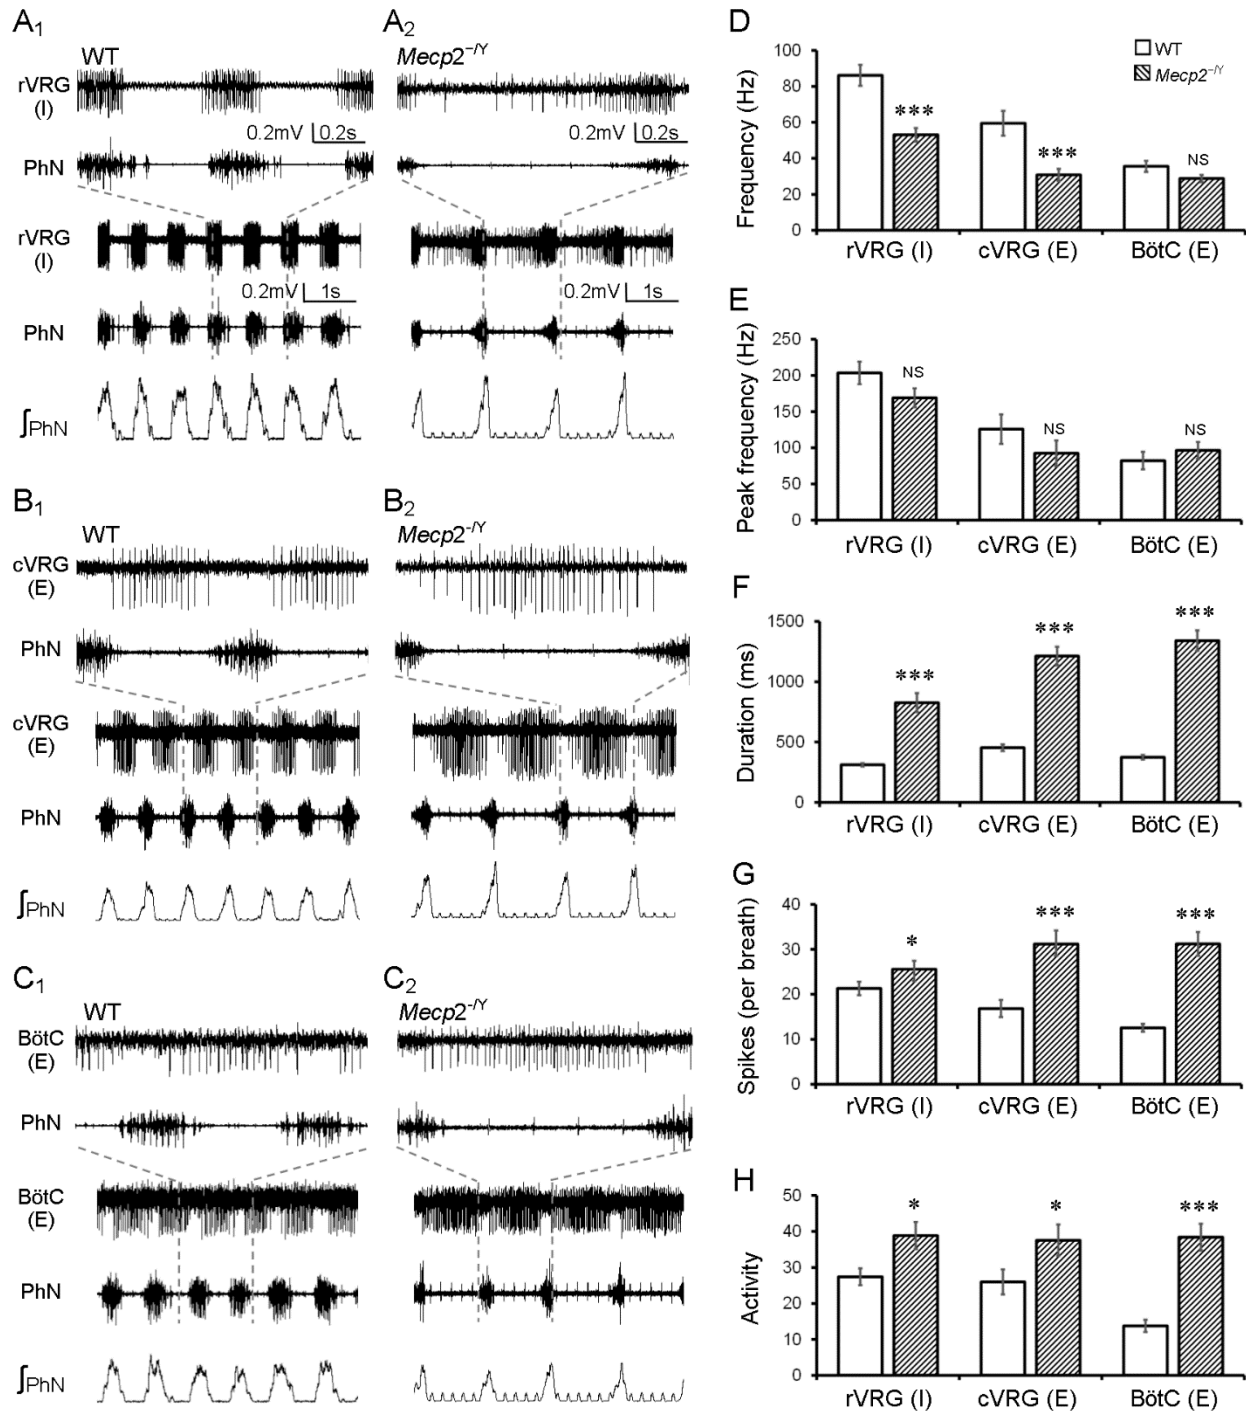 A1
WT
rVRG
(I)
0.2mV 0.2s
PhN
rVRG
(I)
0.2mV 1s
PhN
∫PhN
A2
Mecp2-/Y
0.2mV 0.2s
0.2mV 1s
B1
WT
cVRG
(E)
PhN
cVRG
(E)
PhN
∫PhN
B2
Mecp2-/Y
C1
WT
BötC
(E)
PhN
BötC
(E)
PhN
∫PhN
C2
Mecp2-/Y
D
WT
Mecp2-/Y
Frequency (Hz)
100
80
60
40
20
0
***
***
NS
rVRG (I) cVRG (E) BötC (E)
E
Peak frequency (Hz)
250
200
150
100
50
0
NS
NS
NS
rVRG (I) cVRG (E) BötC (E)
F
Duration (ms)
1500
1000
500
0
***
***
***
rVRG (I) cVRG (E) BötC (E)
G
Spikes (per breath)
40
30
20
10
0
*
***
***
rVRG (I) cVRG (E) BötC (E)
H
Activity
50
40
30
20
10
0
*
*
***
rVRG (I) cVRG (E) BötC (E)